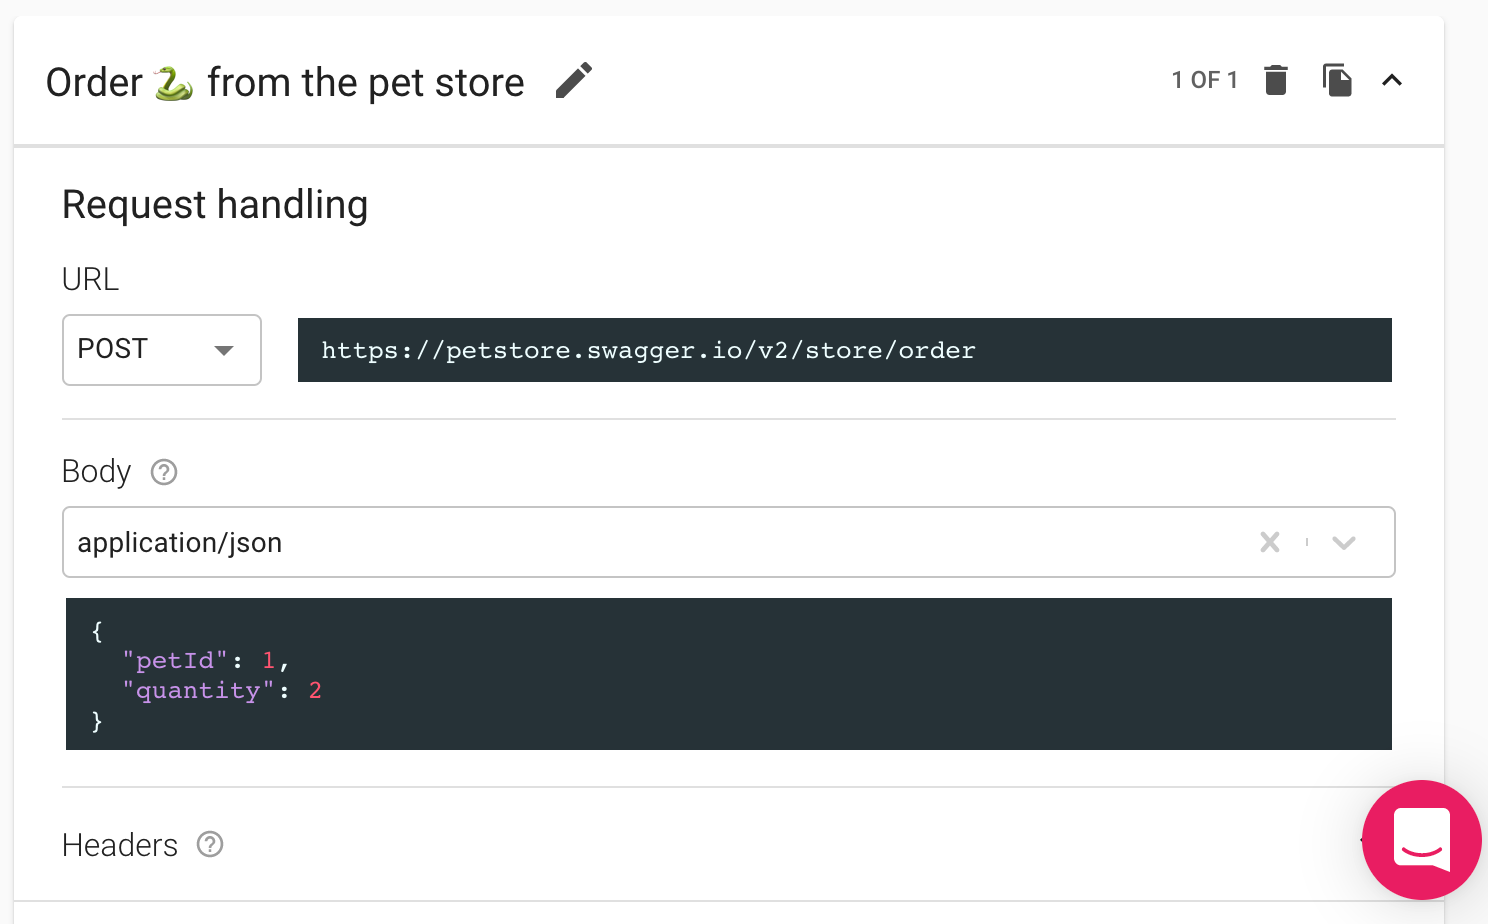 Order 🐍 from the pet store
1 OF 1
Request handling
URL
POST
https://petstore.swagger.io/v2/store/order
Body ?
application/json
{
"petId": 1,
"quantity": 2
}
Headers ?